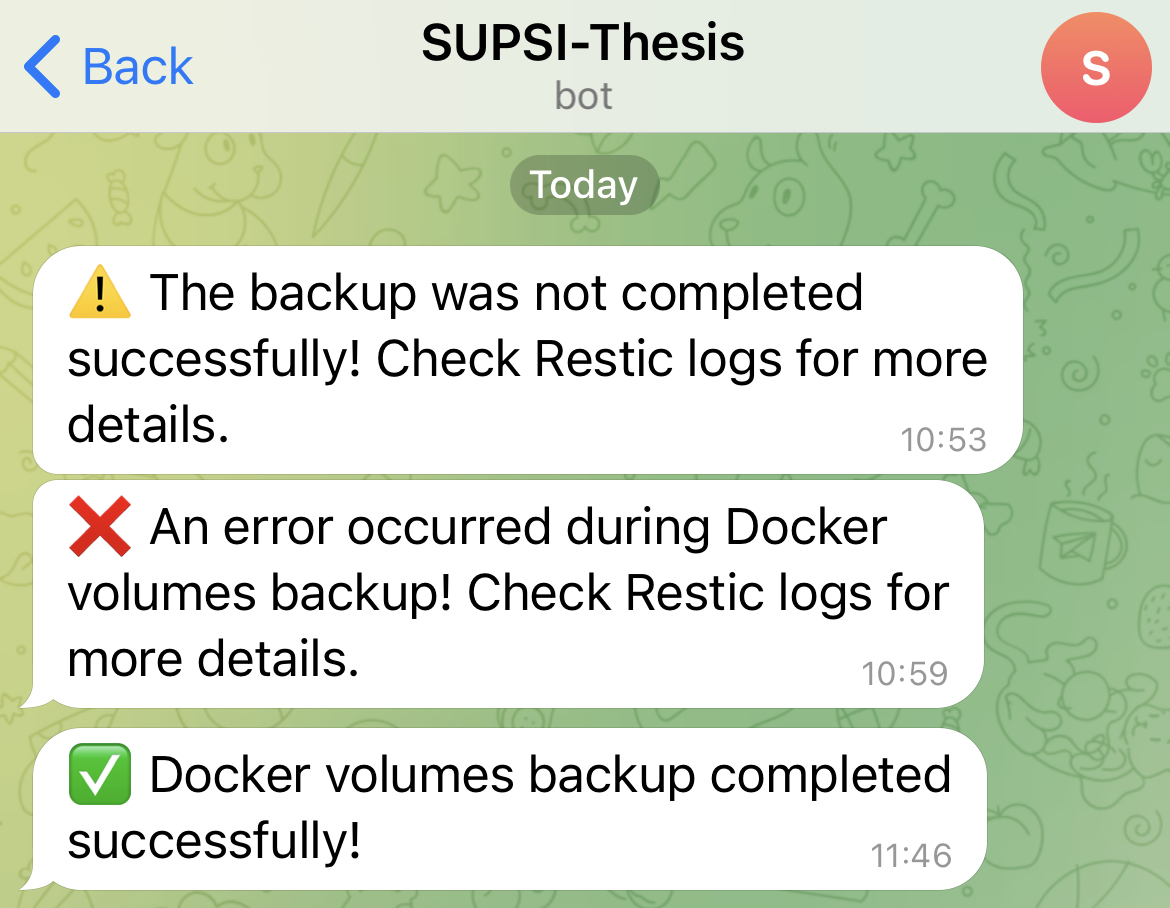 Back
SUPSI-Thesis
bot
S
Today
⚠️ The backup was not completed
successfully! Check Restic logs for more
details.
10:53
❌ An error occurred during Docker
volumes backup! Check Restic logs for
more details.
10:59
✅ Docker volumes backup completed
successfully!
11:46